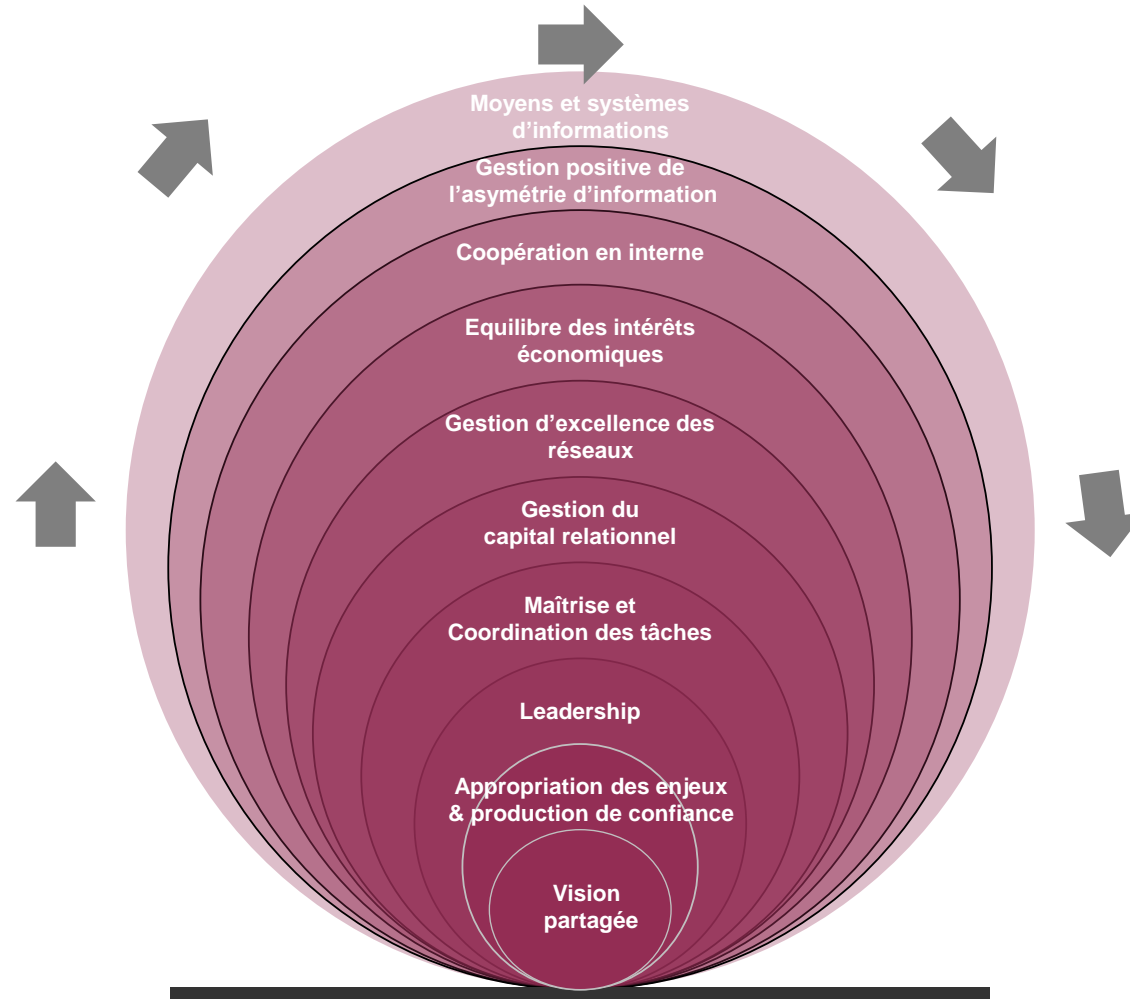 Moyens et systèmes
d’informations
Gestion positive de
l’asymétrie d’information
Coopération en interne
Equilibre des intérêts
économiques
Gestion d’excellence des
réseaux
Gestion du
capital relationnel
Maîtrise et
Coordination des tâches
Leadership
Appropriation des enjeux
& production de confiance
Vision
partagée